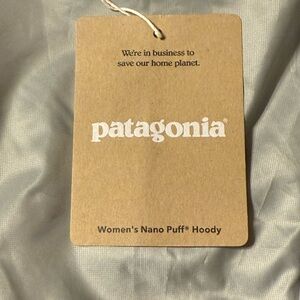 We're in business to
save our home planet.
patagonia®
Women's Nano Puff® Hoody